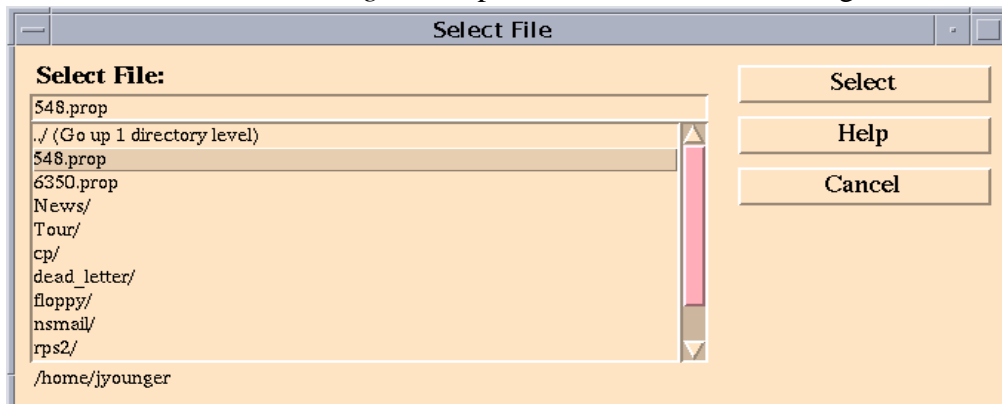 Select File
Select File:
548.prop
../ (Go up 1 directory level)
548.prop
6350.prop
News/
Tour/
cp/
dead_letter/
floppy/
nsmail/
rps2/
/home/jyounger
Select
Help
Cancel